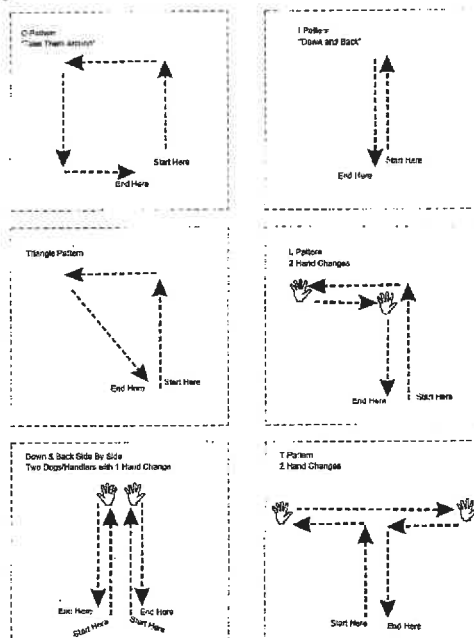 O Pattern
"Take Them Around"
Start Here
End Here
I Pattern
"Down and Back"
Start Here
End Here
Triangle Pattern
End Here
Start Here
L Pattern
2 Hand Changes
End Here
Start Here
Down & Back Side By Side
Two Dogs/Handlers with 1 Hand Change
End Here
Start Here
End Here
Start Here
T Pattern
2 Hand Changes
Start Here
End Here